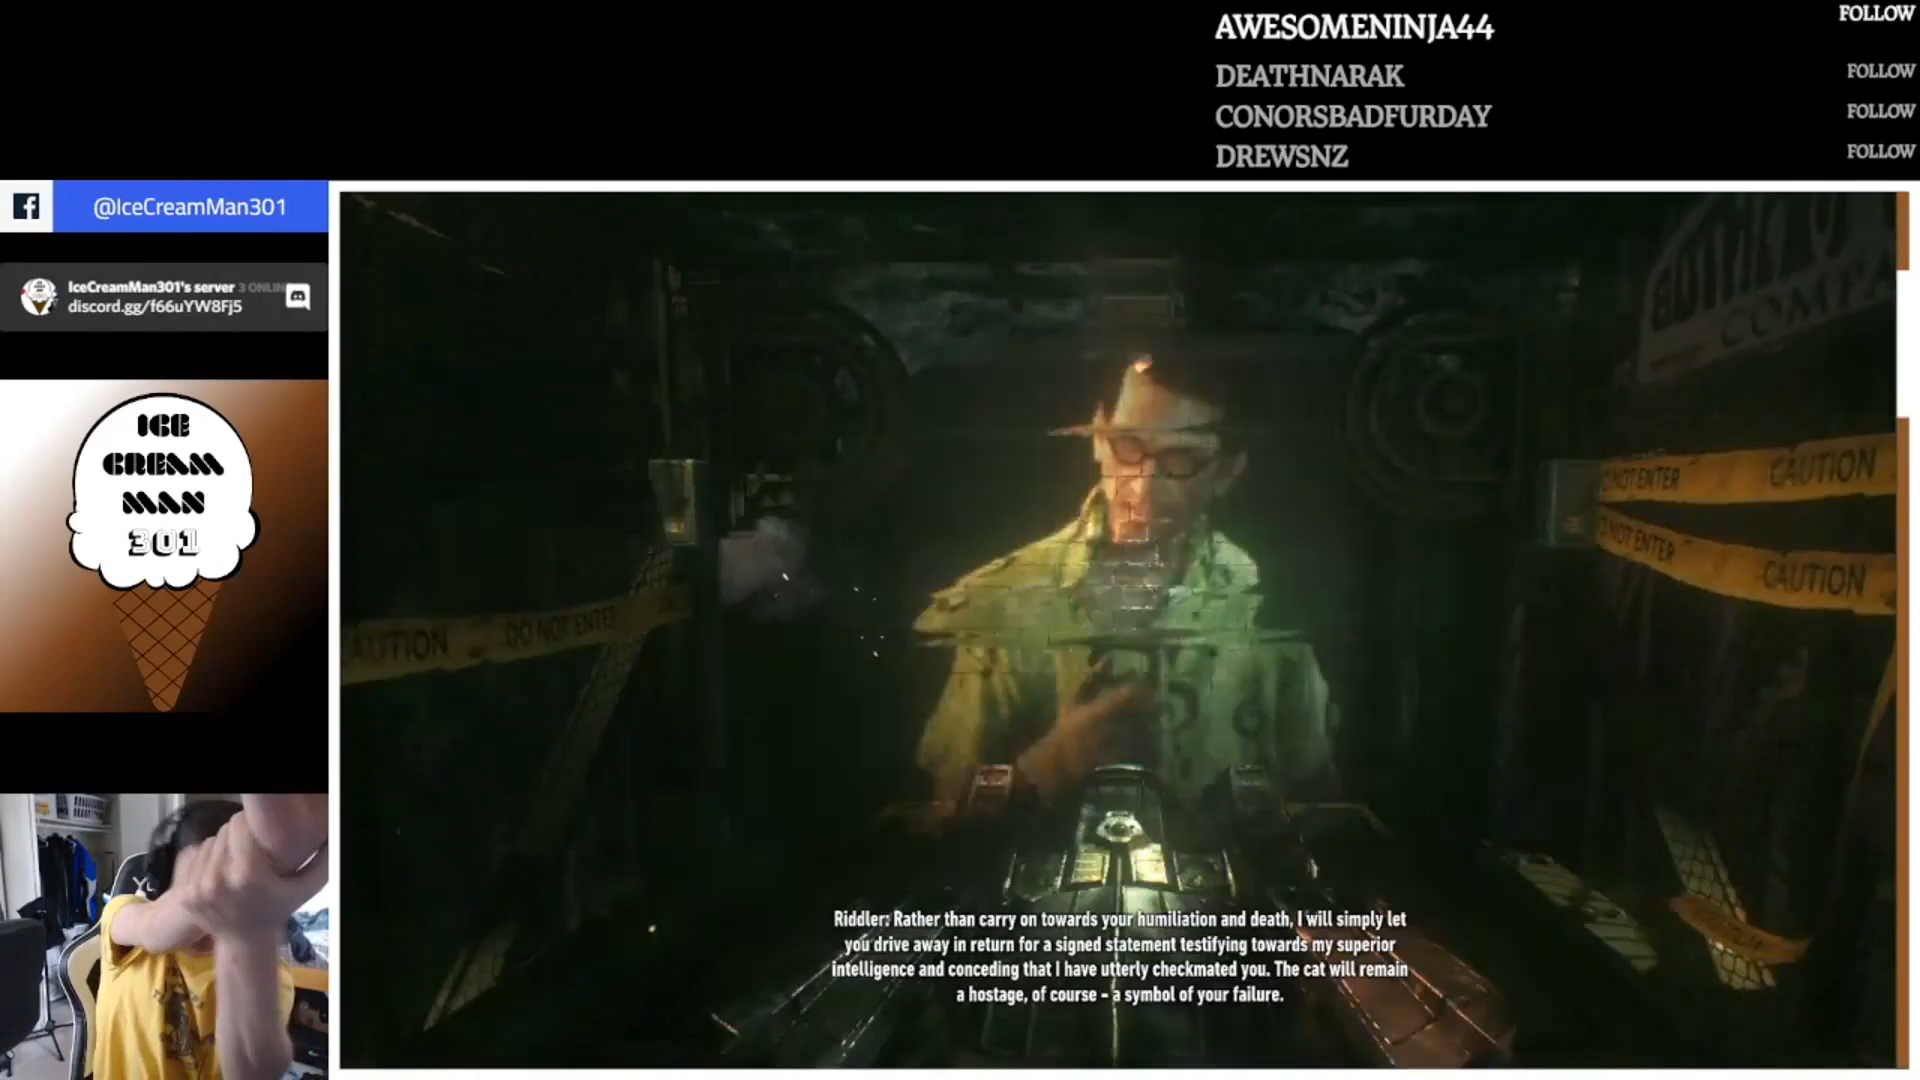 AWESOMENINJA44 FOLLOW
DEATHNARAK FOLLOW
CONORSBADFURDAY FOLLOW
DREWSNZ FOLLOW
@IceCreamMan301
IceCreamMan301's server 3 ONLIN
discord.gg/f66uYW8Fj5
ICE
CREAM
MAN
301
DO NOT ENTER CAUTION
DO NOT ENTER CAUTION
CAUTION DO NOT ENTER
Riddler: Rather than carry on towards your humiliation and death, I will simply let
you drive away in return for a signed statement testifying towards my superior
intelligence and conceding that I have utterly checkmated you. The cat will remain
a hostage, of course - a symbol of your failure.